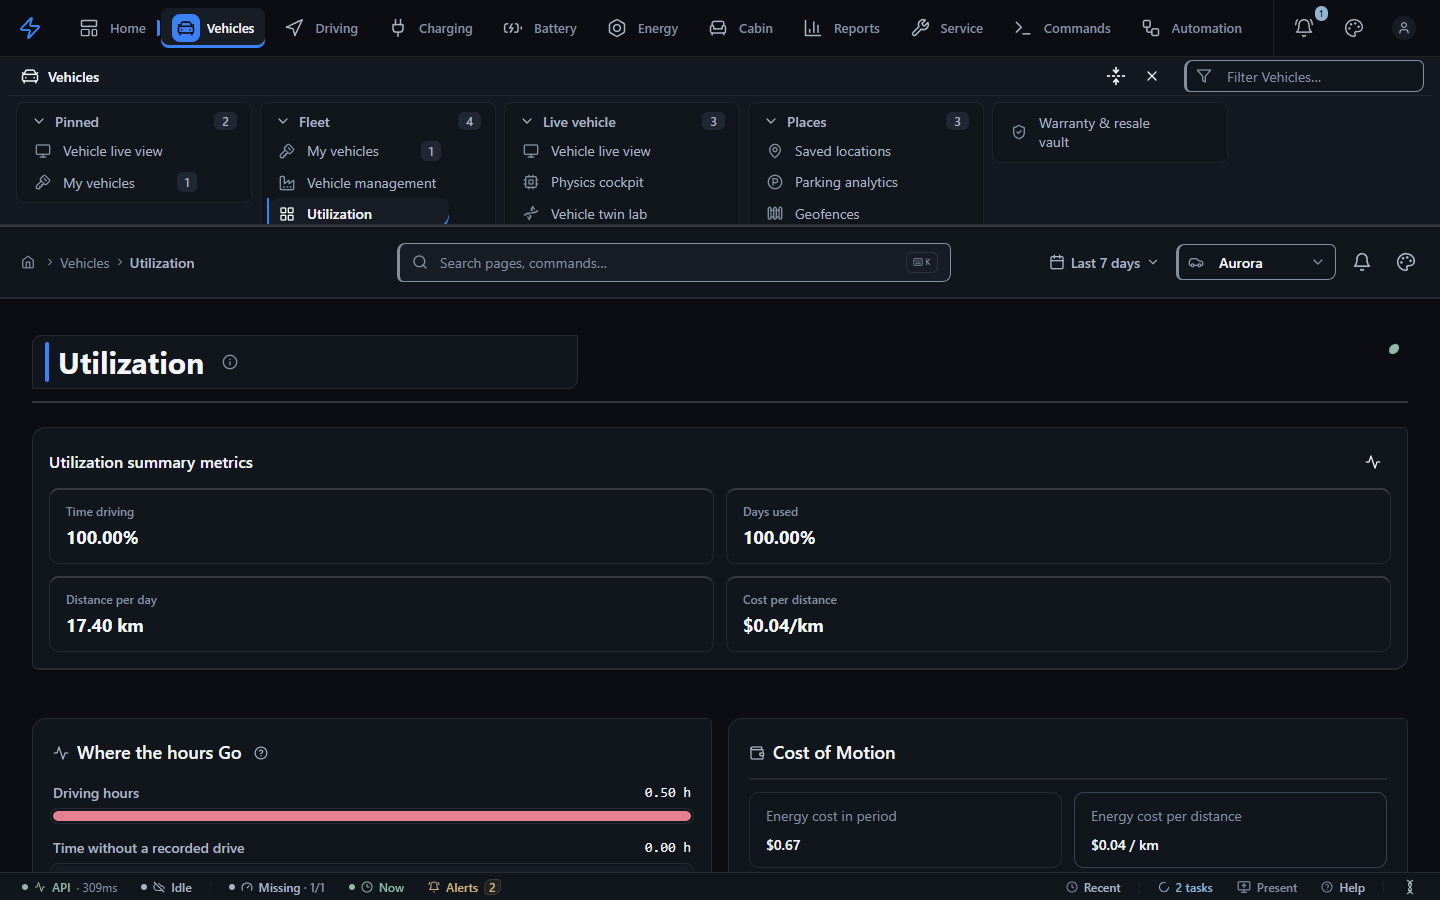 Home
Vehicles
Driving
Charging
Battery
Energy
Cabin
Reports
Service
Commands
Automation
1
Vehicles
Filter Vehicles...
Pinned 2
Vehicle live view
My vehicles 1
Fleet 4
My vehicles 1
Vehicle management
Utilization
Live vehicle 3
Vehicle live view
Physics cockpit
Vehicle twin lab
Places 3
Saved locations
Parking analytics
Geofences
Warranty & resale
vault
Vehicles
Utilization
Search pages, commands...
K
Last 7 days
Aurora
Utilization
Utilization summary metrics
Time driving
100.00%
Days used
100.00%
Distance per day
17.40 km
Cost per distance
$0.04/km
Where the hours Go
Driving hours 0.50 h
Time without a recorded drive 0.00 h
Cost of Motion
Energy cost in period
$0.67
Energy cost per distance
$0.04 / km
API · 309ms
Idle
Missing · 1/1
Now
Alerts 2
Recent
2 tasks
Present
Help